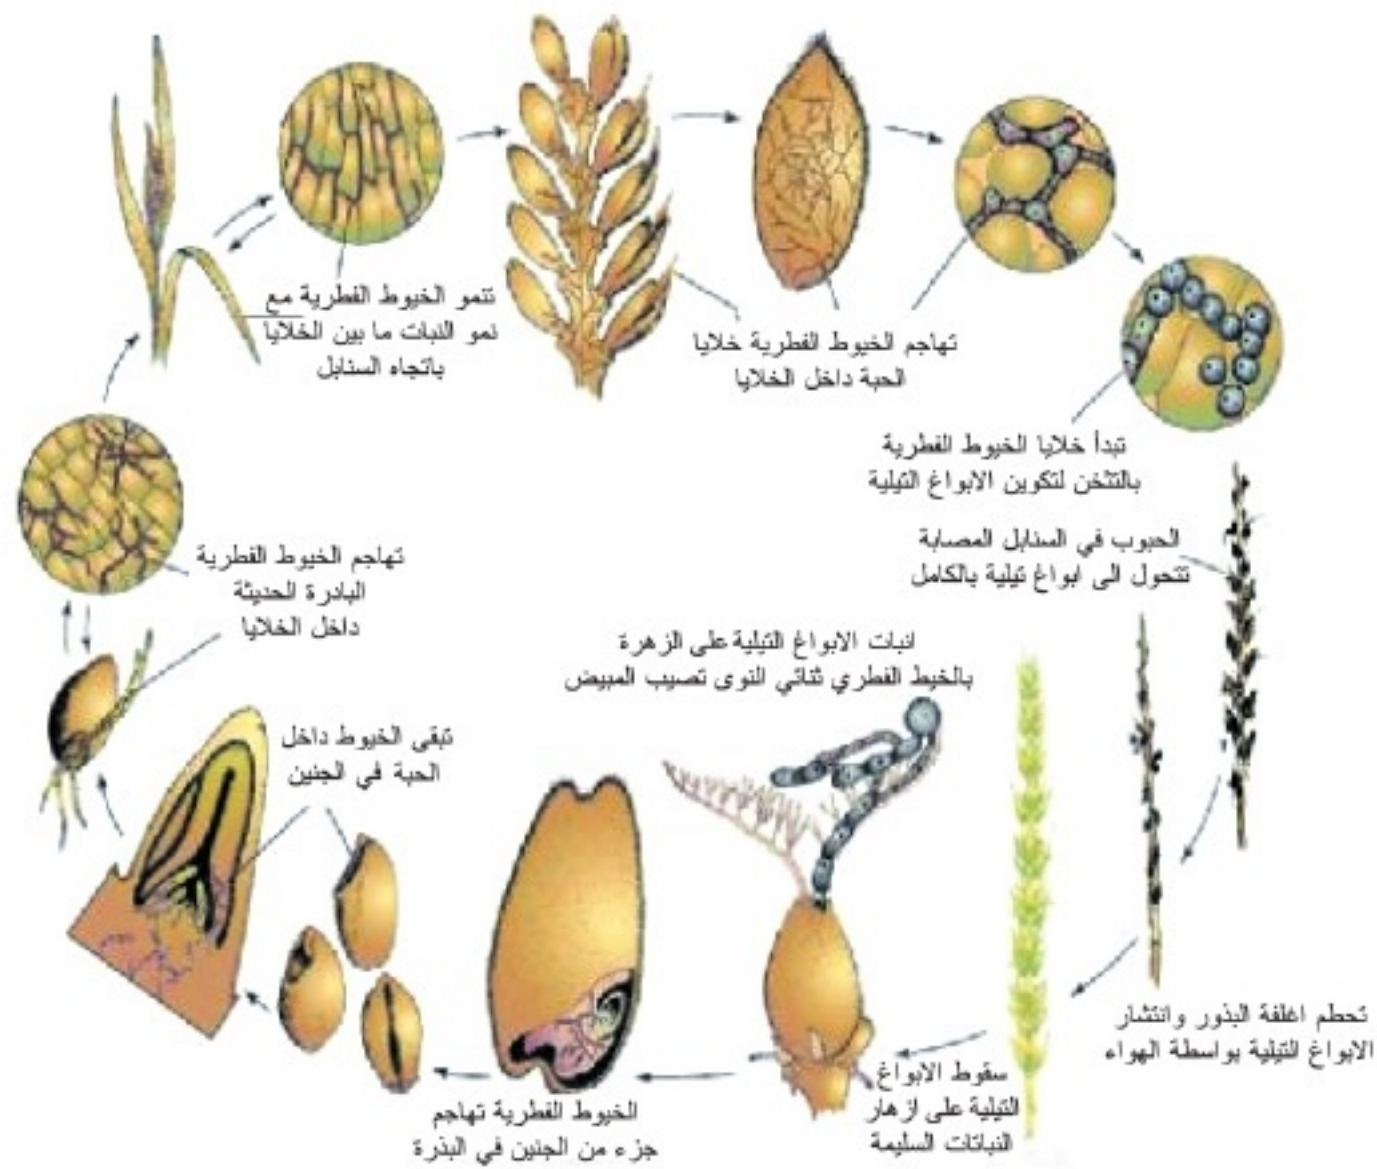 تنمو الخيوط الفطرية مع
نمو النبات ما بين الخلايا
باتجاه السنابل
تهاجم الخيوط الفطرية خلايا
الحبة داخل الخلايا
تبدأ خلايا الخيوط الفطرية
بالتثخن لتكوين الابواغ التيلية
الحبوب في السنابل المصابة
تتحول الى ابواغ تيلية بالكامل
تحطم اغلفة البذور وانتشار
الابواغ التيلية بواسطة الهواء
سقوط الابواغ
التيلية على ازهار
النباتات السليمة
انبات الابواغ التيلية على الزهرة
بالخيط الفطري ثنائي النوى تصيب المبيض
الخيوط الفطرية تهاجم
جزء من الجنين في البذرة
تبقى الخيوط داخل
الحبة في الجنين
تهاجم الخيوط الفطرية
البادرة الحديثة
داخل الخلايا